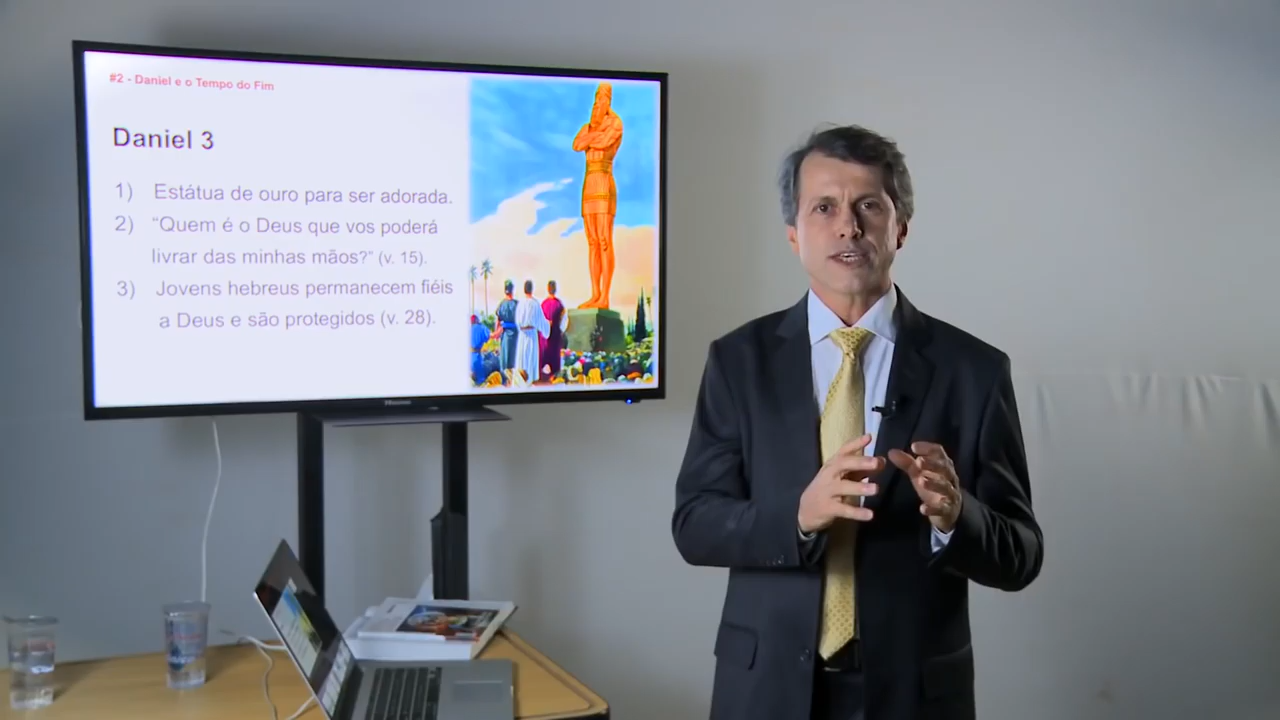 #2 - Daniel e o Tempo do Fim
Daniel 3
1) Estátua de ouro para ser adorada.
2) “Quem é o Deus que vos poderá
livrar das minhas mãos?” (v. 15).
3) Jovens hebreus permanecem fiéis
a Deus e são protegidos (v. 28).
Hisense